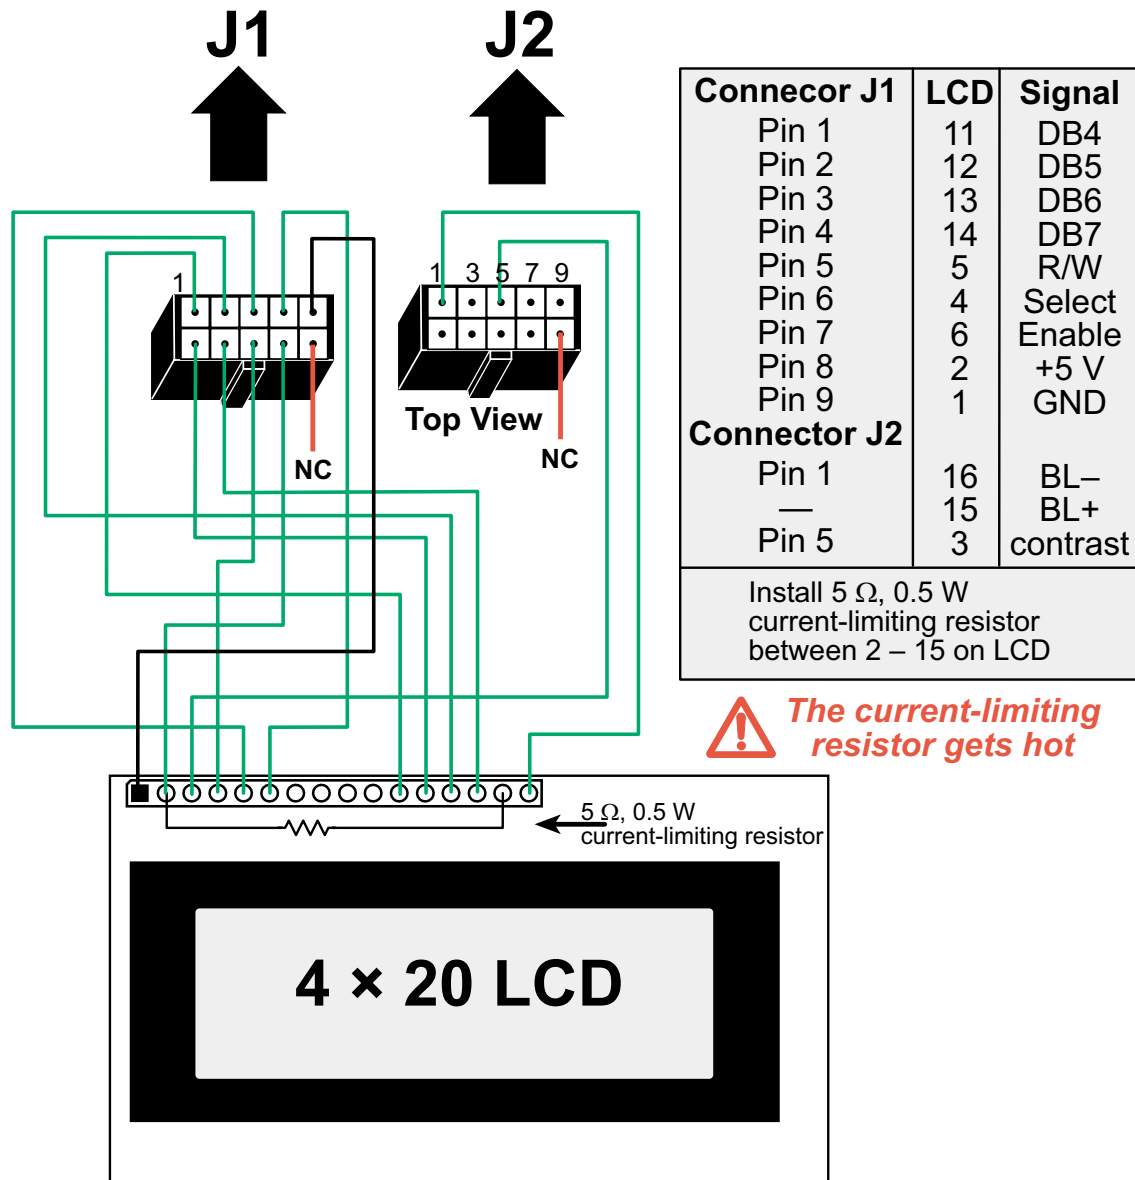 J1
J2
1
1 3 5 7 9
NC
Top View
NC
Connecor J1 LCD Signal
Pin 1 11 DB4
Pin 2 12 DB5
Pin 3 13 DB6
Pin 4 14 DB7
Pin 5 5 R/W
Pin 6 4 Select
Pin 7 6 Enable
Pin 8 2 +5 V
Pin 9 1 GND
Connector J2
Pin 1 16 BL–
— 15 BL+
Pin 5 3 contrast
Install 5 Ω, 0.5 W
current-limiting resistor
between 2 – 15 on LCD
The current-limiting
resistor gets hot
5 Ω, 0.5 W
current-limiting resistor
4 × 20 LCD